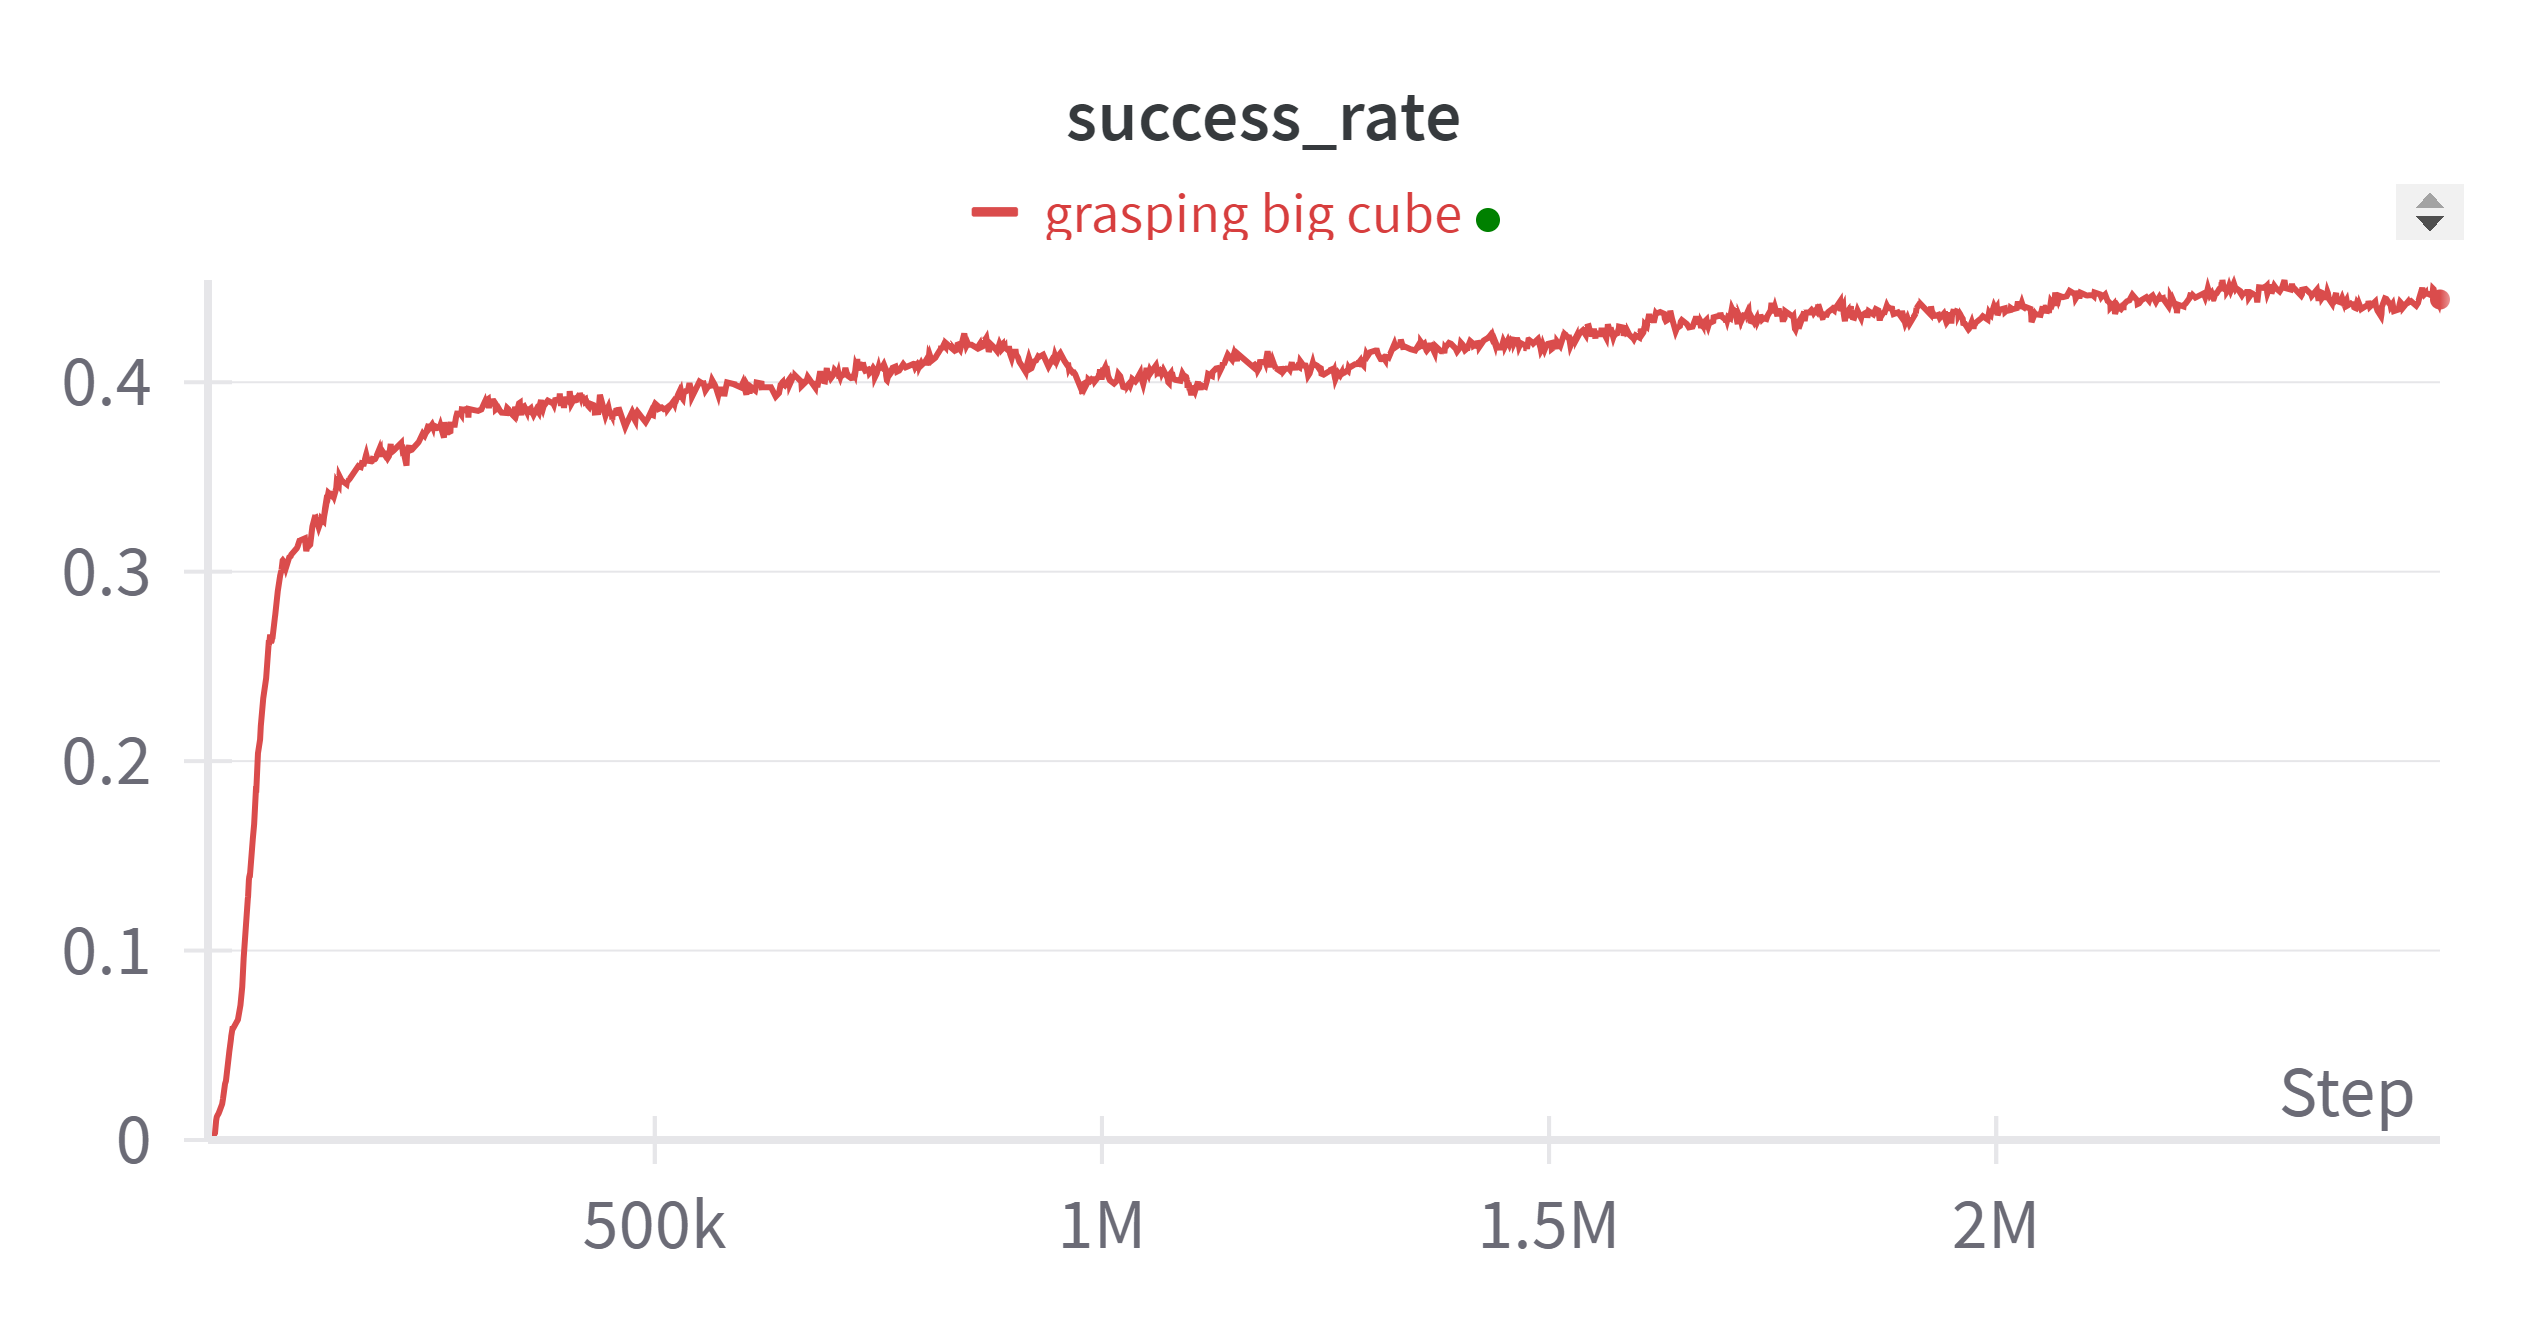 success_rate
grasping big cube
0.4
0.3
0.2
0.1
0
Step
500k 1M 1.5M 2M